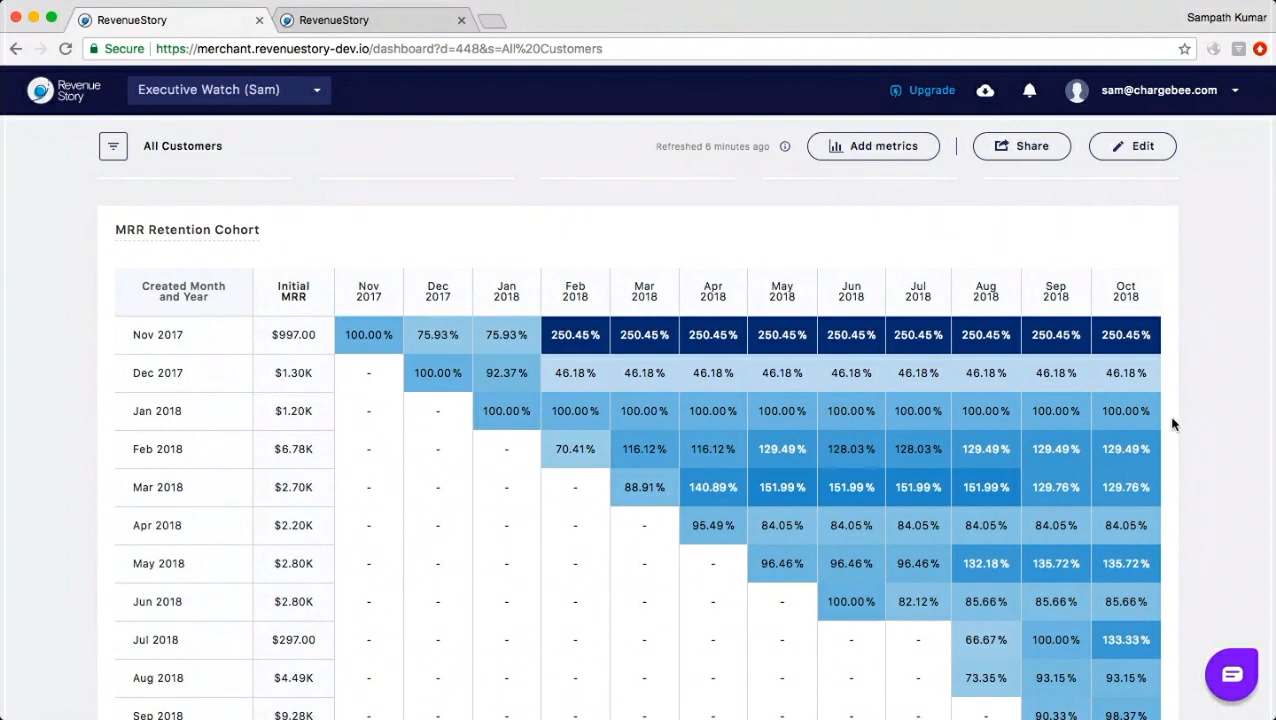 RevenueStory
RevenueStory
Sampath Kumar
Secure https://merchant.revenuestory-dev.io/dashboard?d=448&s=All%20Customers
Revenue Story
Executive Watch (Sam)
Upgrade
sam@chargebee.com
All Customers
Refreshed 6 minutes ago
Add metrics
Share
Edit
MRR Retention Cohort
Created Month and Year Initial MRR Nov 2017 Dec 2017 Jan 2018 Feb 2018 Mar 2018 Apr 2018 May 2018 Jun 2018 Jul 2018 Aug 2018 Sep 2018 Oct 2018
Nov 2017 $997.00 100.00% 75.93% 75.93% 250.45% 250.45% 250.45% 250.45% 250.45% 250.45% 250.45% 250.45% 250.45%
Dec 2017 $1.30K - 100.00% 92.37% 46.18% 46.18% 46.18% 46.18% 46.18% 46.18% 46.18% 46.18% 46.18%
Jan 2018 $1.20K - - 100.00% 100.00% 100.00% 100.00% 100.00% 100.00% 100.00% 100.00% 100.00% 100.00%
Feb 2018 $6.78K - - - 70.41% 116.12% 116.12% 129.49% 128.03% 128.03% 129.49% 129.49% 129.49%
Mar 2018 $2.70K - - - - 88.91% 140.89% 151.99% 151.99% 151.99% 151.99% 129.76% 129.76%
Apr 2018 $2.20K - - - - - 95.49% 84.05% 84.05% 84.05% 84.05% 84.05% 84.05%
May 2018 $2.80K - - - - - - 96.46% 96.46% 96.46% 132.18% 135.72% 135.72%
Jun 2018 $2.80K - - - - - - - 100.00% 82.12% 85.66% 85.66% 85.66%
Jul 2018 $297.00 - - - - - - - - - 66.67% 100.00% 133.33%
Aug 2018 $4.49K - - - - - - - - - 73.35% 93.15% 93.15%
Sep 2018 $9.28K - - - - - - - - - - 90.33% 98.37%